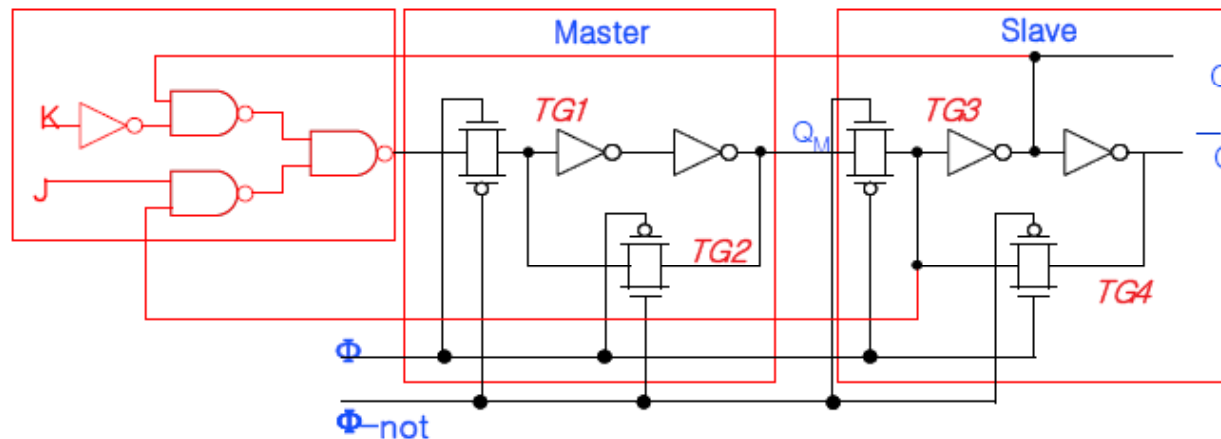 Master
Slave
K
TG1
Q_M
TG3
J
TG2
TG4
Φ
Φ-not